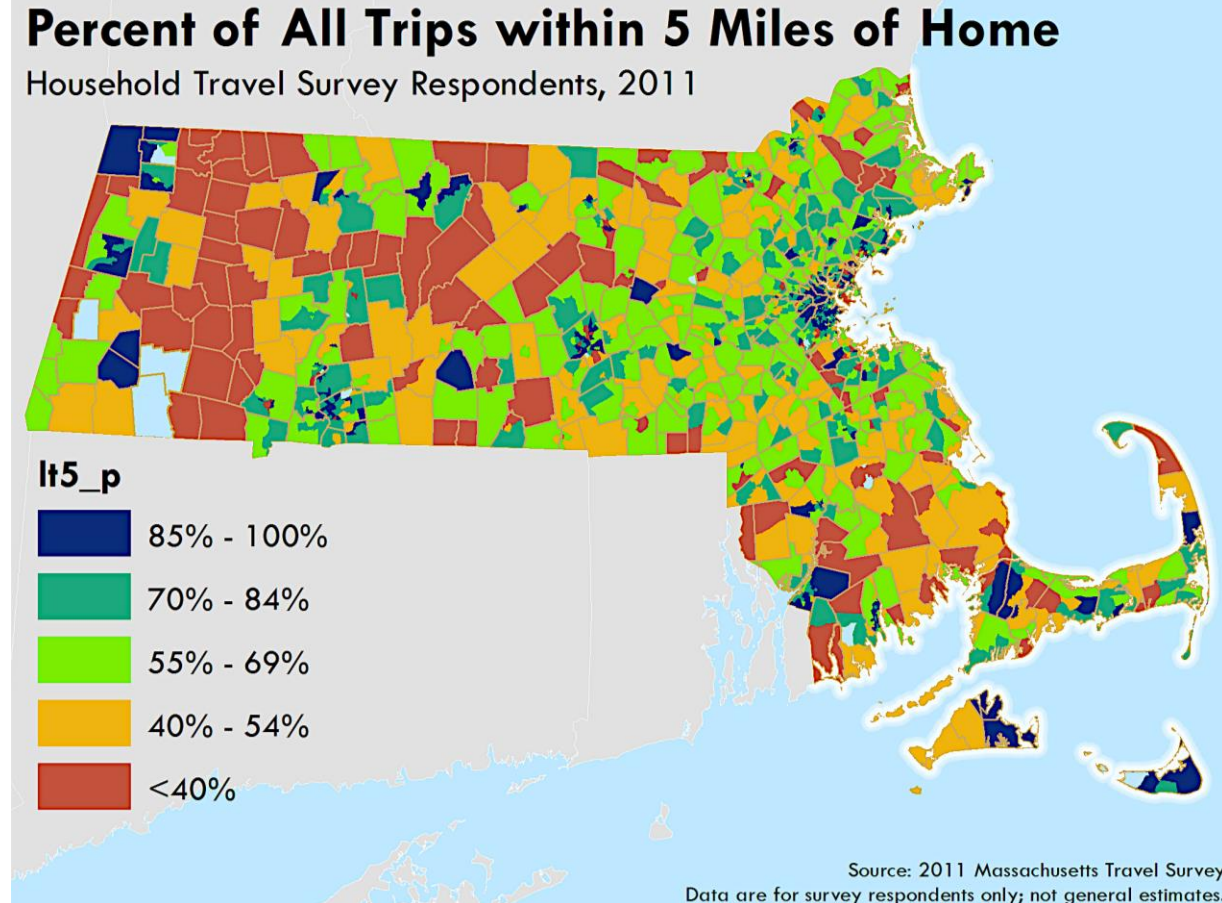 Percent of All Trips within 5 Miles of Home
Household Travel Survey Respondents, 2011
lt5_p
85% - 100%
70% - 84%
55% - 69%
40% - 54%
<40%
Source: 2011 Massachusetts Travel Survey
Data are for survey respondents only; not general estimates.